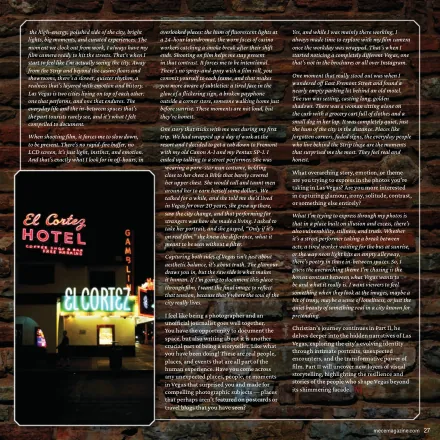 the high-energy, polished side of the city, bright
lights, big moments, and curated experiences. The
moment we clock out from work, I always have my
film camera ready to hit the streets. That's when I
start to feel like I'm actually seeing the city. Away
from the Strip and beyond the casino floors and
showrooms, there's a slower, quieter rhythm, a
realness that's layered with emotion and history.
Las Vegas is two cities laying on top of each other:
one that performs, and one that endures. The
everyday life and the in-between spaces that's
the part tourists rarely see, and it's what I felt
compelled to document.
When shooting film, it forces me to slow down,
to be present. There's no rapid-fire buffer, no
LCD screen, it's just light, instinct, and emotion.
And that's exactly what I look for in off-hours, in
El Cortez
HOTEL
GAMBLING
EL CORTEZ
overlooked places: the hum of fluorescent lights at
a 24-hour laundromat, the worn faces of casino
workers catching a smoke break after their shift
ends. Shooting on film helps me stay present
in that contrast. It forces me to be intentional.
There's no spray-and-pray with a film roll, you
commit yourself to each frame, and that makes
you more aware of subtleties: a tired face in the
glow of a flickering sign, a broken payphone
outside a corner store, someone walking home just
before sunrise. These moments are not loud, but
they're honest.
One story that sticks with me was during my first
trip. We had wrapped up a day of work at the
resort and I decided to get a cab down to Fremont
with my old Canon A-1 and my Pentax SP-F. I
ended up talking to a street performer. She was
wearing a porn-star nun costume, holding
close to her chest a Bible that barely covered
her upper chest. She would call and taunt men
around her to earn herself some dollars. We
talked for a while, and she told me she'd lived
in Vegas for over 20 years, she grew up there,
saw the city change, and that performing for
strangers was how she made a living. I asked to
take her portrait, and she grinned, "Only if it's
on real film." She knew the difference, what it
meant to be seen without a filter.
Capturing both sides of Vegas isn't just about
aesthetic balance, it's about truth. The glamour
draws you in, but the raw side is what makes
it human. If I'm going to document this place
through film, I want the final image to reflect
that tension, because that's where the soul of the
city really lives.
I feel like being a photographer and an
unofficial journalist goes well together.
You have the opportunity to document the
space, but also writing about it is another
crucial part of being a storyteller. Like what
you have been doing! These are real people,
places, and events that are all part of the
human experience. Have you come across
any unexpected places, people, or moments
in Vegas that surprised you and made for
compelling photographic subjects — places
that perhaps aren't featured on postcards or
travel blogs that you have seen?
Yes, and while I was mainly there working, I
always made time to explore with my film camera
once the workday was wrapped. That's when I
started noticing a completely different Vegas, one
that's not in the brochures or all over Instagram.
One moment that really stood out was when I
wandered off East Fremont Street and found a
nearly empty parking lot behind an old motel.
The sun was setting, casting long, golden
shadows. There was a woman sitting alone on
the curb with a grocery cart full of clothes and a
small dog in her lap. It was completely quiet, just
the hum of the city in the distance. Places like
forgotten corners, faded signs, the everyday people
who live behind the Strip those are the moments
that surprised me the most. They feel real and
honest.
What overarching story, emotion, or theme
are you trying to express in the photos you're
taking in Las Vegas? Are you more interested
in capturing glamour, irony, solitude, contrast,
or something else entirely?
What I'm trying to express through my photos is
that in a place built on illusion and excess, there's
also vulnerability, stillness, and truth. Whether
it's a street performer taking a break between
acts, a tired worker waiting for the bus at sunrise,
or the way neon light hits an empty alleyway,
there's poetry in those in-between spaces. So, I
guess the overarching theme I'm chasing is the
honest contrast between what Vegas wants to
be and what it really is. I want viewers to feel
something when they look at the images, maybe a
bit of irony, maybe a sense of loneliness, or just the
quiet beauty of something real in a city known for
pretending.
Christian's journey continues in Part II, he
delves deeper into the hidden narratives of Las
Vegas, exploring the city's evolving identity
through intimate portraits, unexpected
encounters, and the transformative power of
film. Part II will uncover new layers of visual
storytelling, highlighting the resilience and
stories of the people who shape Vegas beyond
its shimmering facade.
27